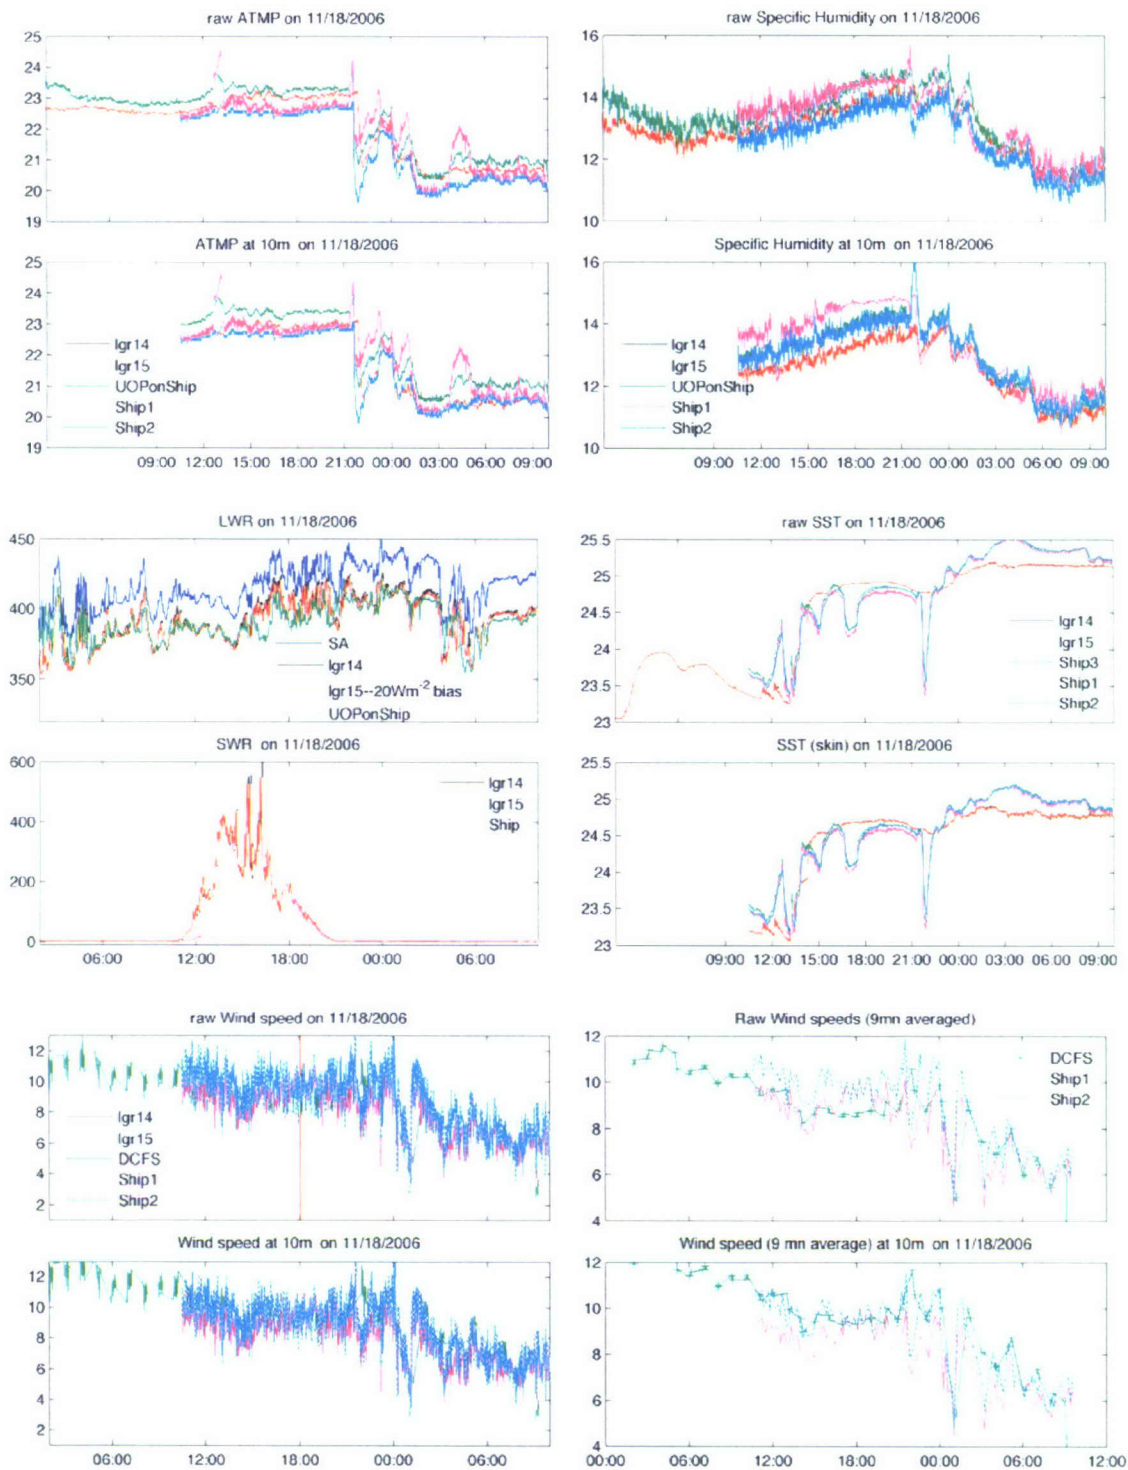 raw ATMP on 11/18/2006
25
24
23
22
21
20
19
ATMP at 10m on 11/18/2006
25
24
23
22
21
20
19
lgr14
lgr15
UOPonShip
Ship1
Ship2
09:00 12:00 15:00 18:00 21:00 00:00 03:00 06:00 09:00
raw Specific Humidity on 11/18/2006
16
14
12
10
Specific Humidity at 10m on 11/18/2006
16
14
12
10
lgr14
lgr15
UOPonShip
Ship1
Ship2
09:00 12:00 15:00 18:00 21:00 00:00 03:00 06:00 09:00
LWR on 11/18/2006
450
400
350
SA
lgr14
lgr15--20Wm-2 bias
UOPonShip
SWR on 11/18/2006
600
400
200
0
lgr14
lgr15
Ship
06:00 12:00 18:00 00:00 06:00
raw SST on 11/18/2006
25.5
25
24.5
24
23.5
23
lgr14
lgr15
Ship3
Ship1
Ship2
SST (skin) on 11/18/2006
25.5
25
24.5
24
23.5
23
09:00 12:00 15:00 18:00 21:00 00:00 03:00 06:00 09:00
raw Wind speed on 11/18/2006
12
10
8
6
4
2
lgr14
lgr15
DCFS
Ship1
Ship2
Wind speed at 10m on 11/18/2006
12
10
8
6
4
2
06:00 12:00 18:00 00:00 06:00
Raw Wind speeds (9mn averaged)
12
10
8
6
4
DCFS
Ship1
Ship2
Wind speed (9 mn average) at 10m on 11/18/2006
12
10
8
6
4
00:00 06:00 12:00 18:00 00:00 06:00 12:00